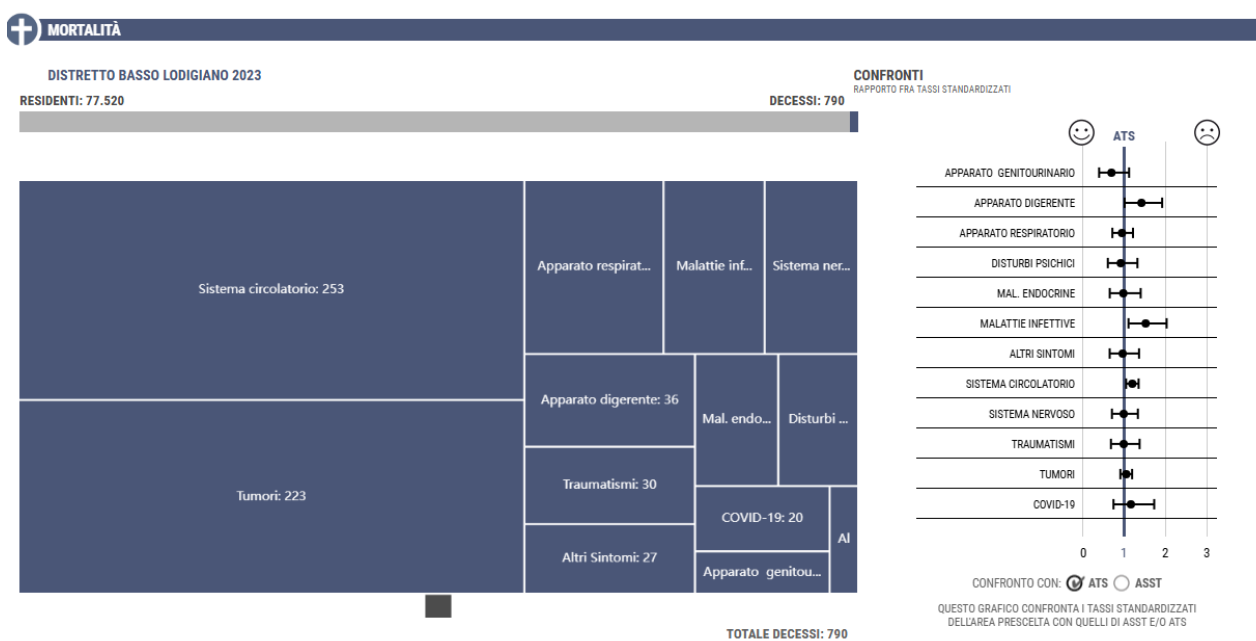 MORTALITÀ
DISTRETTO BASSO LODIGIANO 2023
RESIDENTI: 77.520
DECESSI: 790
Sistema circolatorio: 253
Tumori: 223
Apparato respirat...
Malattie inf...
Sistema ner...
Apparato digerente: 36
Mal. endo...
Disturbi ...
Traumatismi: 30
COVID-19: 20
Al
Altri Sintomi: 27
Apparato genitou...
TOTALE DECESSI: 790
CONFRONTI
RAPPORTO FRA TASSI STANDARDIZZATI
ATS
APPARATO GENITOURINARIO
APPARATO DIGERENTE
APPARATO RESPIRATORIO
DISTURBI PSICHICI
MAL. ENDOCRINE
MALATTIE INFETTIVE
ALTRI SINTOMI
SISTEMA CIRCOLATORIO
SISTEMA NERVOSO
TRAUMATISMI
TUMORI
COVID-19
0 1 2 3
CONFRONTO CON: ATS ASST
QUESTO GRAFICO CONFRONTA I TASSI STANDARDIZZATI
DELL'AREA PRESCELTA CON QUELLI DI ASST E/O ATS